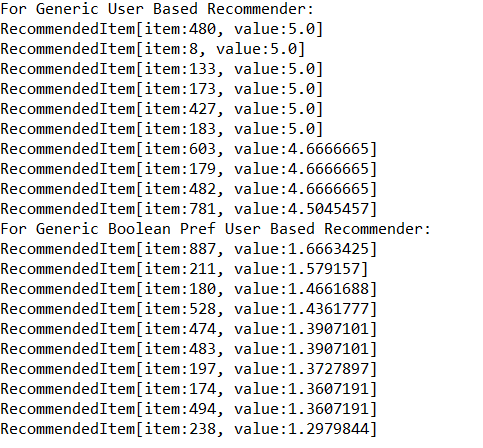 For Generic User Based Recommender:
RecommendedItem[item:480, value:5.0]
RecommendedItem[item:8, value:5.0]
RecommendedItem[item:133, value:5.0]
RecommendedItem[item:173, value:5.0]
RecommendedItem[item:427, value:5.0]
RecommendedItem[item:183, value:5.0]
RecommendedItem[item:603, value:4.6666665]
RecommendedItem[item:179, value:4.6666665]
RecommendedItem[item:482, value:4.6666665]
RecommendedItem[item:781, value:4.5045457]
For Generic Boolean Pref User Based Recommender:
RecommendedItem[item:887, value:1.6663425]
RecommendedItem[item:211, value:1.579157]
RecommendedItem[item:180, value:1.4661688]
RecommendedItem[item:528, value:1.4361777]
RecommendedItem[item:474, value:1.3907101]
RecommendedItem[item:483, value:1.3907101]
RecommendedItem[item:197, value:1.3727897]
RecommendedItem[item:174, value:1.3607191]
RecommendedItem[item:494, value:1.3607191]
RecommendedItem[item:238, value:1.2979844]